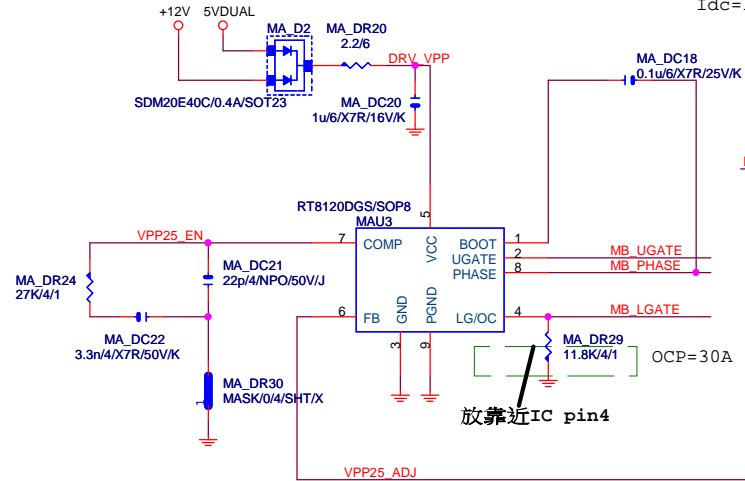 Idc=
+12V
5VDUAL
MA_D2
MA_DR20
2.2/6
DRV_VPP
SDM20E40C/0.4A/SOT23
MA_DC20
1u/6/X7R/16V/K
MA_DC18
0.1u/6/X7R/25V/K
RT8120DGS/SOP8
MAU3
5
VPP25_EN
7
COMP
VCC
BOOT
1
UGATE
2
MB_UGATE
PHASE
8
MB_PHASE
MA_DR24
27K/4/1
MA_DC21
22p/4/NPO/50V/J
MA_DC22
3.3n/4/X7R/50V/K
6
FB
GND
PGND
LG/OC
4
MB_LGATE
3
9
MA_DR29
11.8K/4/1
OCP=30A
MA_DR30
MASK/0/4/SHT/X
1
放靠近IC pin4
VPP25_ADJ